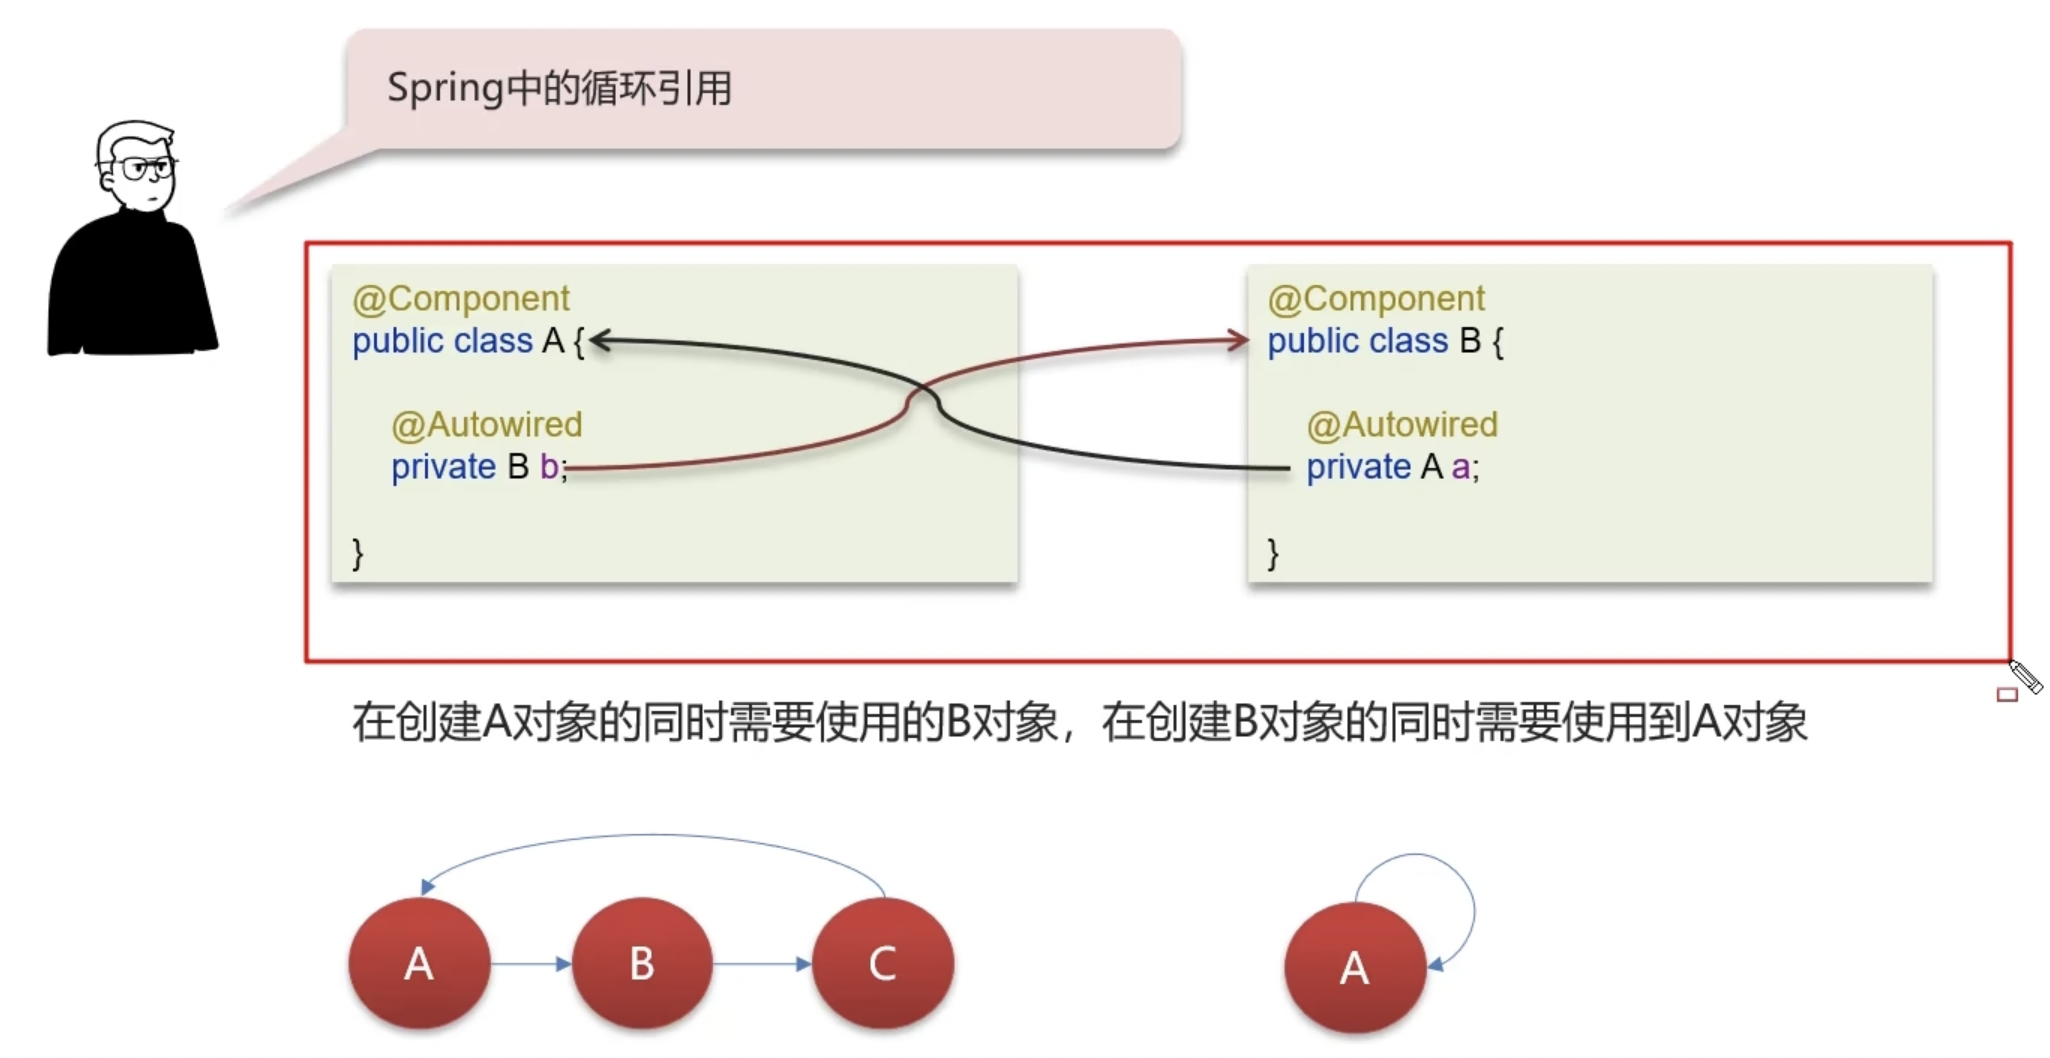 Spring中的循环引用
@Component
public class A {
@Autowired
private B b;
}
@Component
public class B {
@Autowired
private A a;
}
在创建A对象的同时需要使用的B对象，在创建B对象的同时需要使用到A对象
A
B
C
A